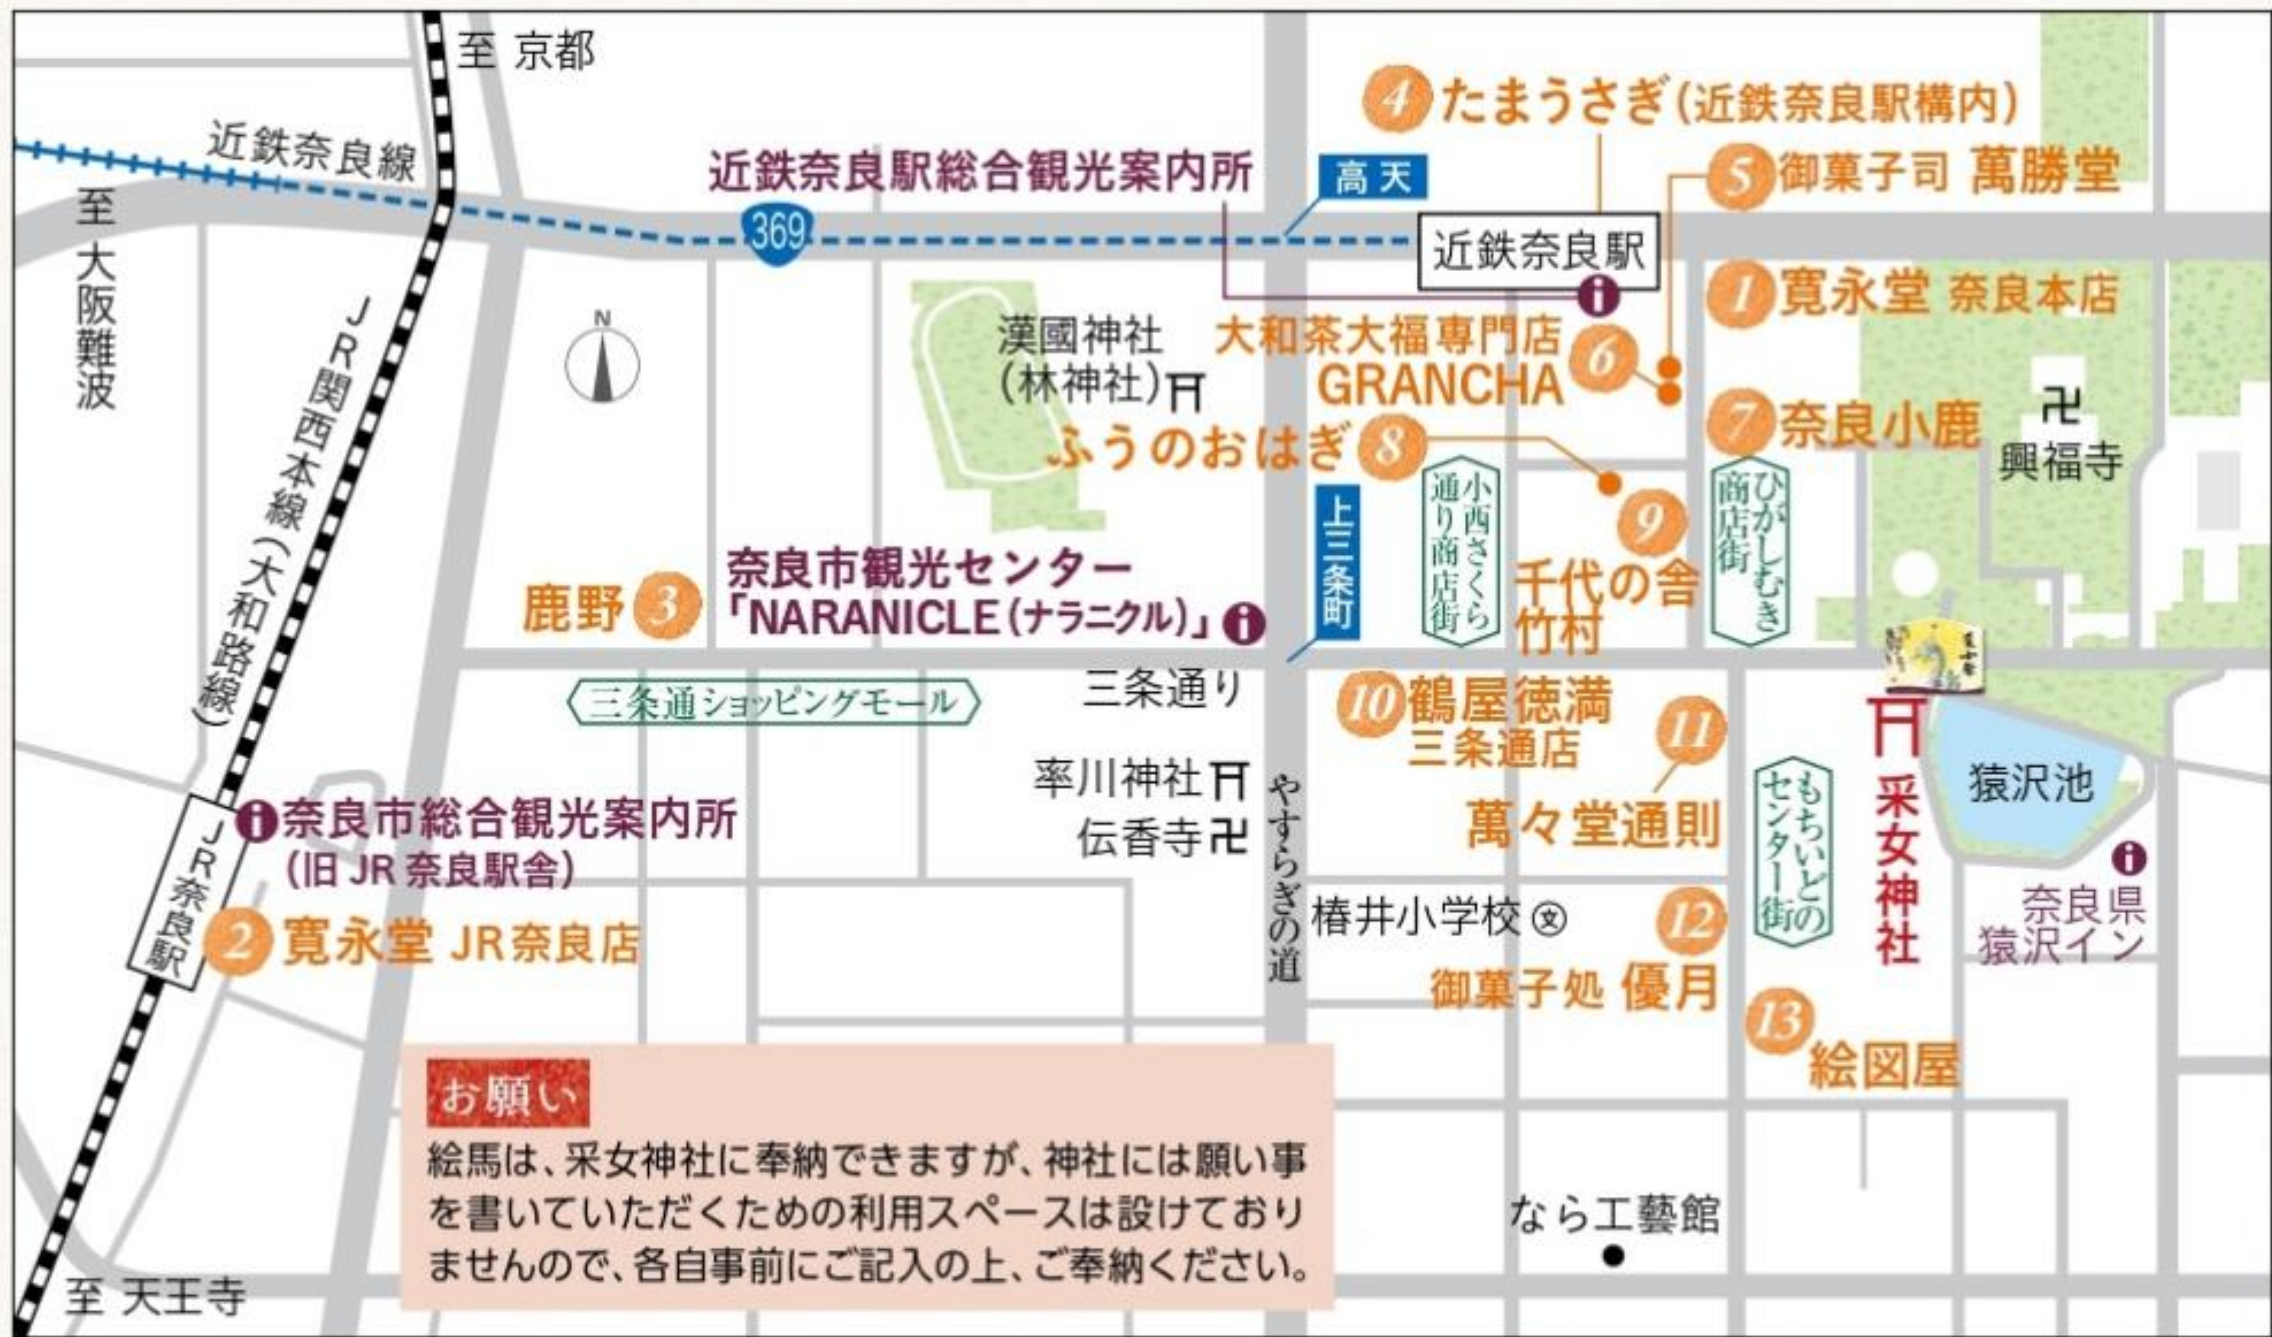 至 京都
近鉄奈良線
至 大阪難波
369
近鉄奈良駅総合観光案内所
高天
4 たまうさぎ(近鉄奈良駅構内)
5 御菓子司 萬勝堂
近鉄奈良駅
i
1 寛永堂 奈良本店
JR関西本線(大和路線)
N
漢國神社
(林神社)
大和茶大福専門店
GRANCHA 6
7 奈良小鹿
卍
興福寺
ふうのおはぎ 8
小西さくら
通り商店街
ひがしむき
商店街
上三条町
9
千代の舎
竹村
鹿野 3
奈良市観光センター
「NARANICLE(ナラニクル)」 i
三条通ショッピングモール
三条通り
10 鶴屋徳満
三条通店
11
萬々堂通則
率川神社
伝香寺 卍
やすらぎの道
もちいどの
センター街
采女神社
猿沢池
i
奈良県
猿沢イン
i 奈良市総合観光案内所
(旧 JR 奈良駅舎)
JR奈良駅
2 寛永堂 JR奈良店
椿井小学校 文
12
御菓子処 優月
13
絵図屋
お願い
絵馬は、采女神社に奉納できますが、神社には願い事
を書いていただくための利用スペースは設けており
ませんので、各自事前にご記入の上、ご奉納ください。
なら工藝館
至 天王寺